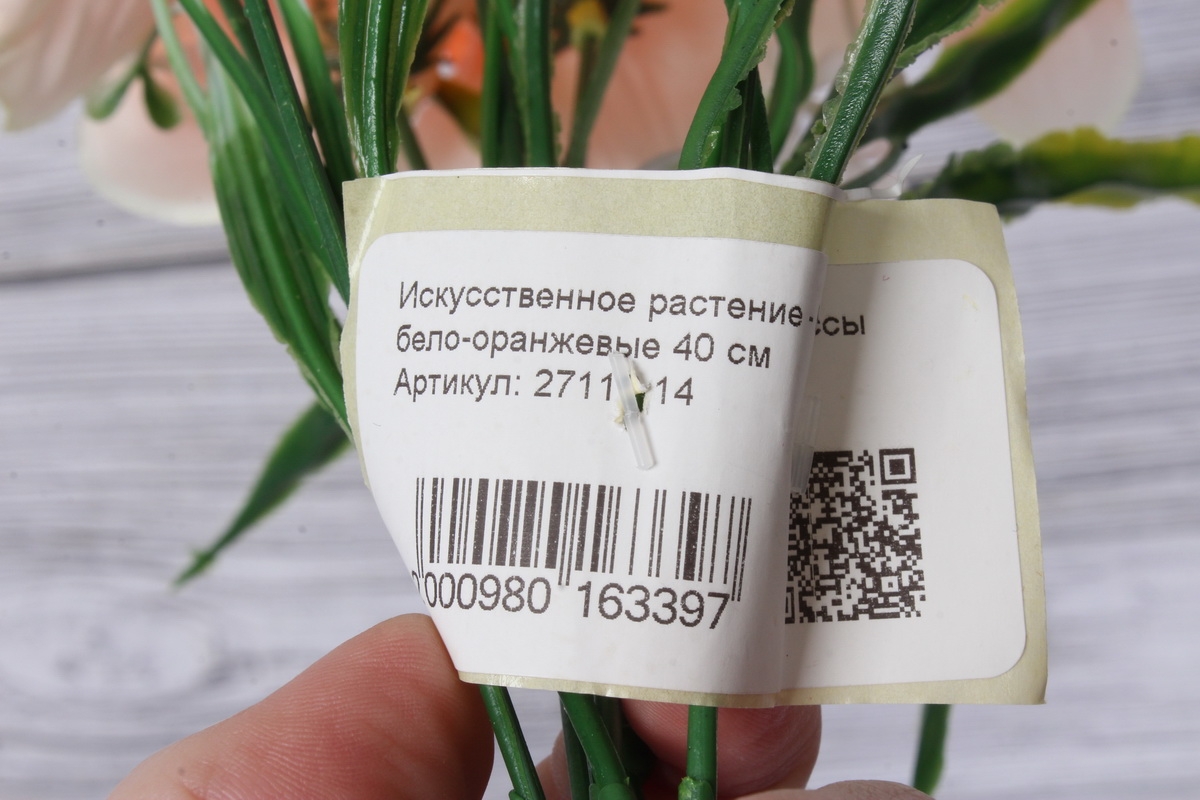 Искусственное растение
бело-оранжевые 40 см
Артикул:
000980 163397